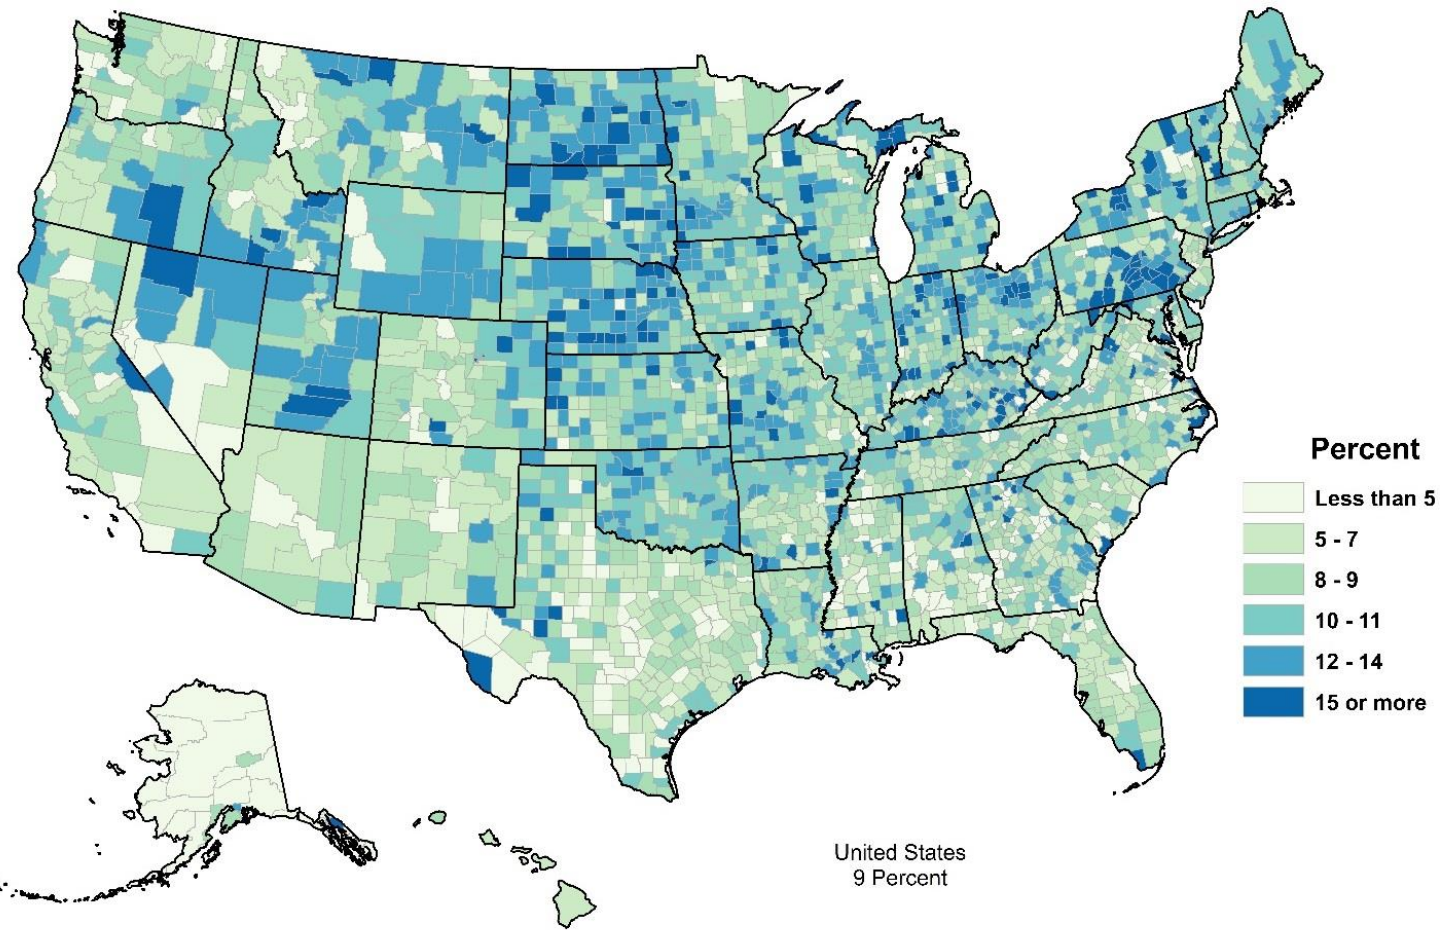 Percent
Less than 5
5 - 7
8 - 9
10 - 11
12 - 14
15 or more
United States
9 Percent